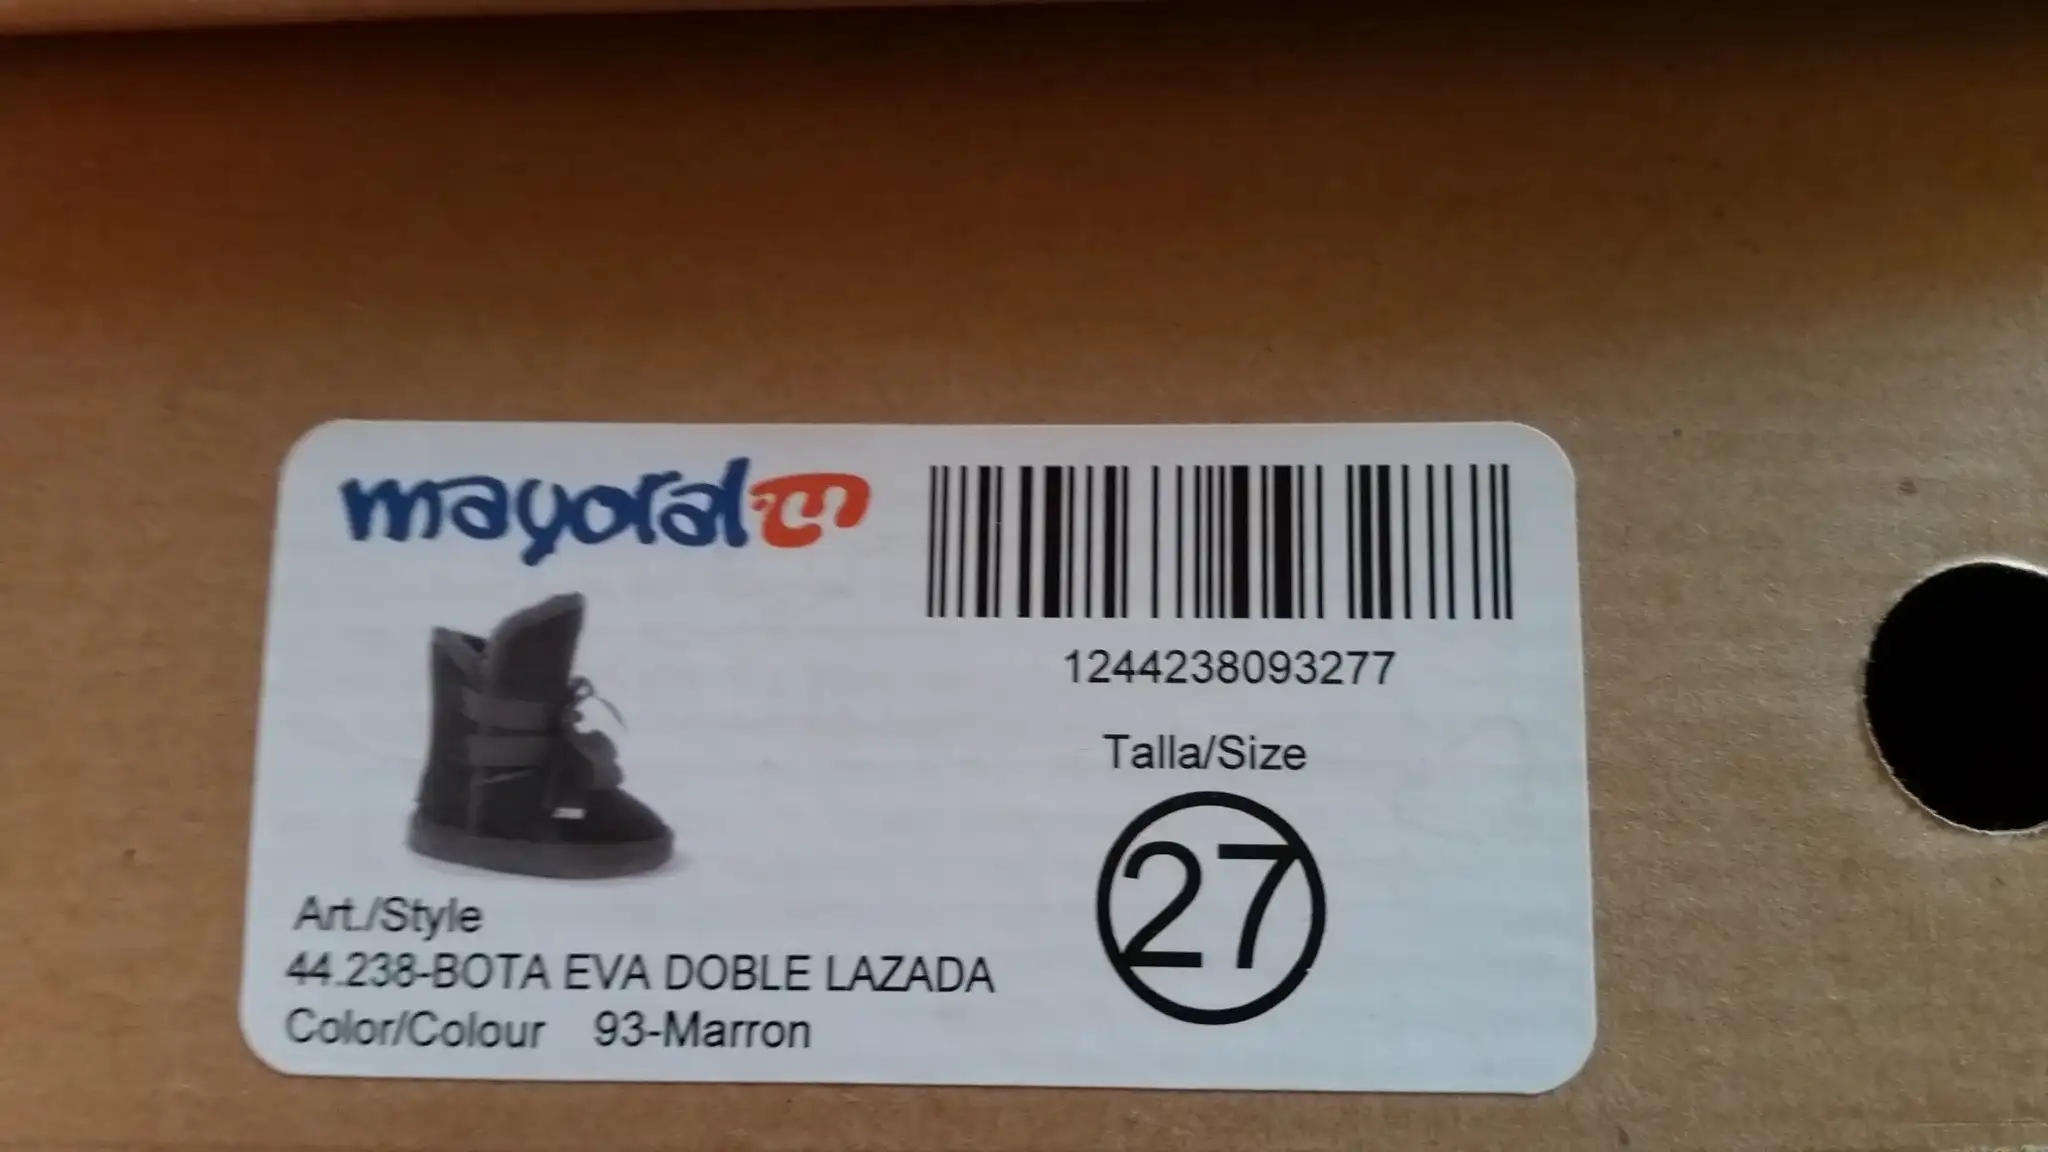 mayoral
1244238093277
Talla/Size
27
Art./Style
44.238-BOTA EVA DOBLE LAZADA
Color/Colour 93-Marron